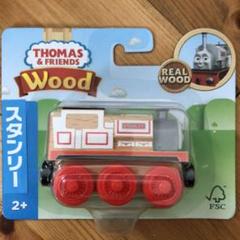 THOMAS
& FRIENDS
Wood
REAL
WOOD
スタンリー
2+
FSC